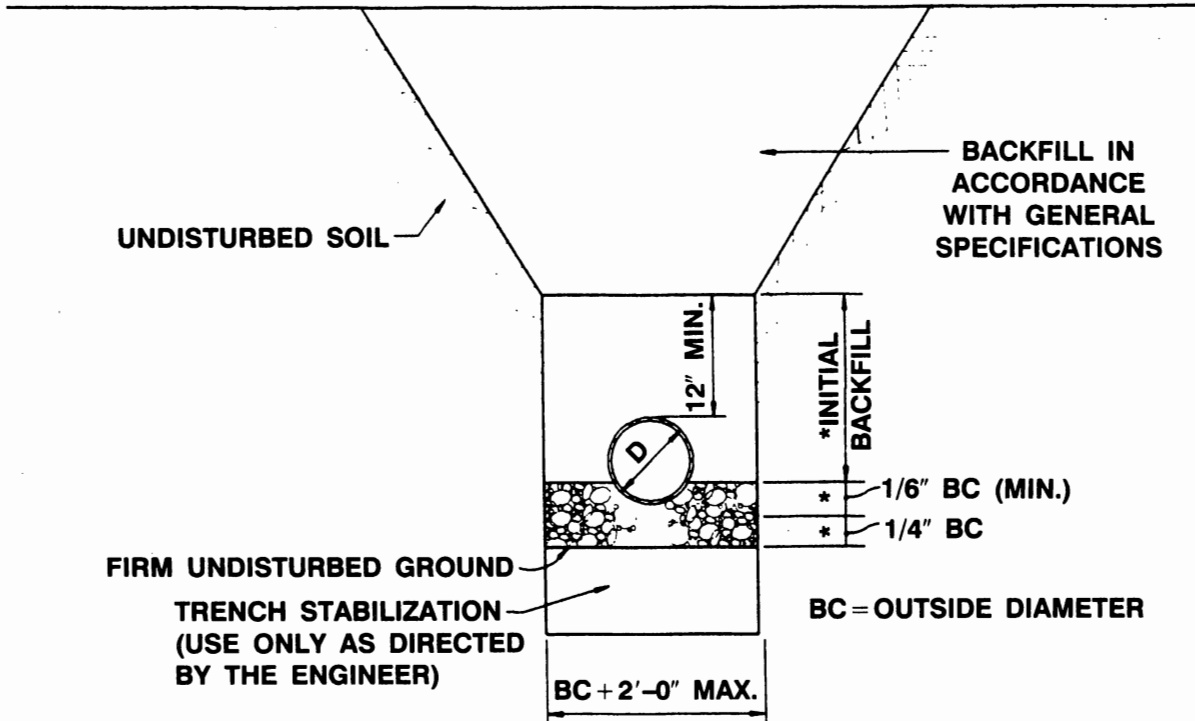 BACKFILL IN
ACCORDANCE
WITH GENERAL
SPECIFICATIONS
UNDISTURBED SOIL
12" MIN.
*INITIAL
BACKFILL
D
* 1/6" BC (MIN.)
* 1/4" BC
FIRM UNDISTURBED GROUND
TRENCH STABILIZATION
(USE ONLY AS DIRECTED
BY THE ENGINEER)
BC=OUTSIDE DIAMETER
BC+2'-0" MAX.